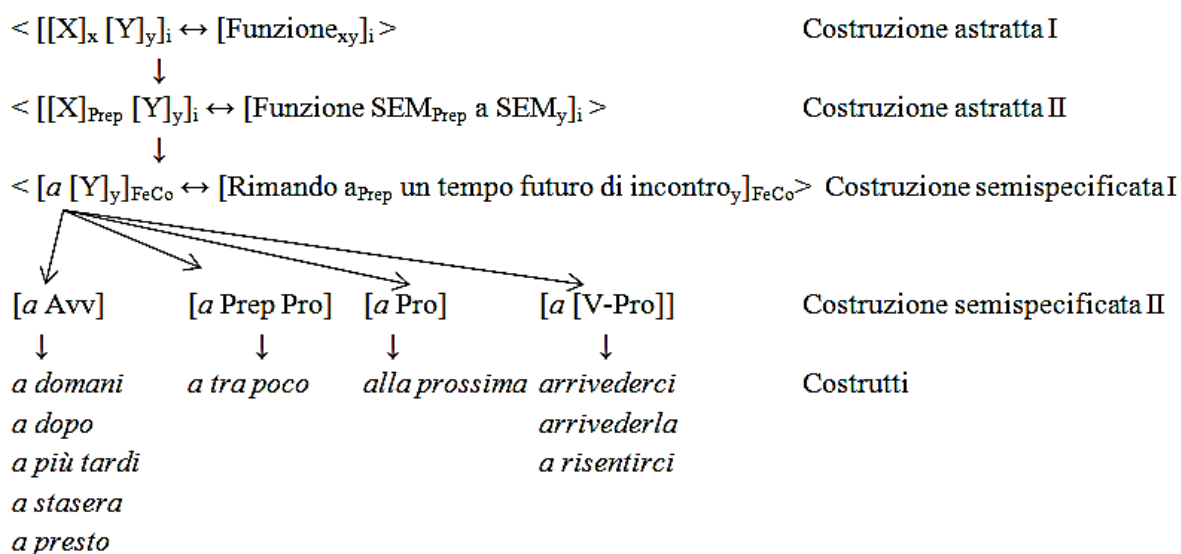 < [[X]x [Y]y]i ↔ [Funzionexy]i > Costruzione astratta I
↓
< [[X]Prep [Y]y]i ↔ [Funzione SEMPrep a SEMy]i > Costruzione astratta II
↓
< [a [Y]y]FeCo ↔ [Rimando aPrep un tempo futuro di incontroy]FeCo> Costruzione semispecificata I
[a Avv] [a Prep Pro] [a Pro] [a [V-Pro]] Costruzione semispecificata II
↓ ↓ ↓ ↓
a domani a tra poco alla prossima arrivederci Costrutti
a dopo arrivederla
a più tardi a risentirci
a stasera
a presto